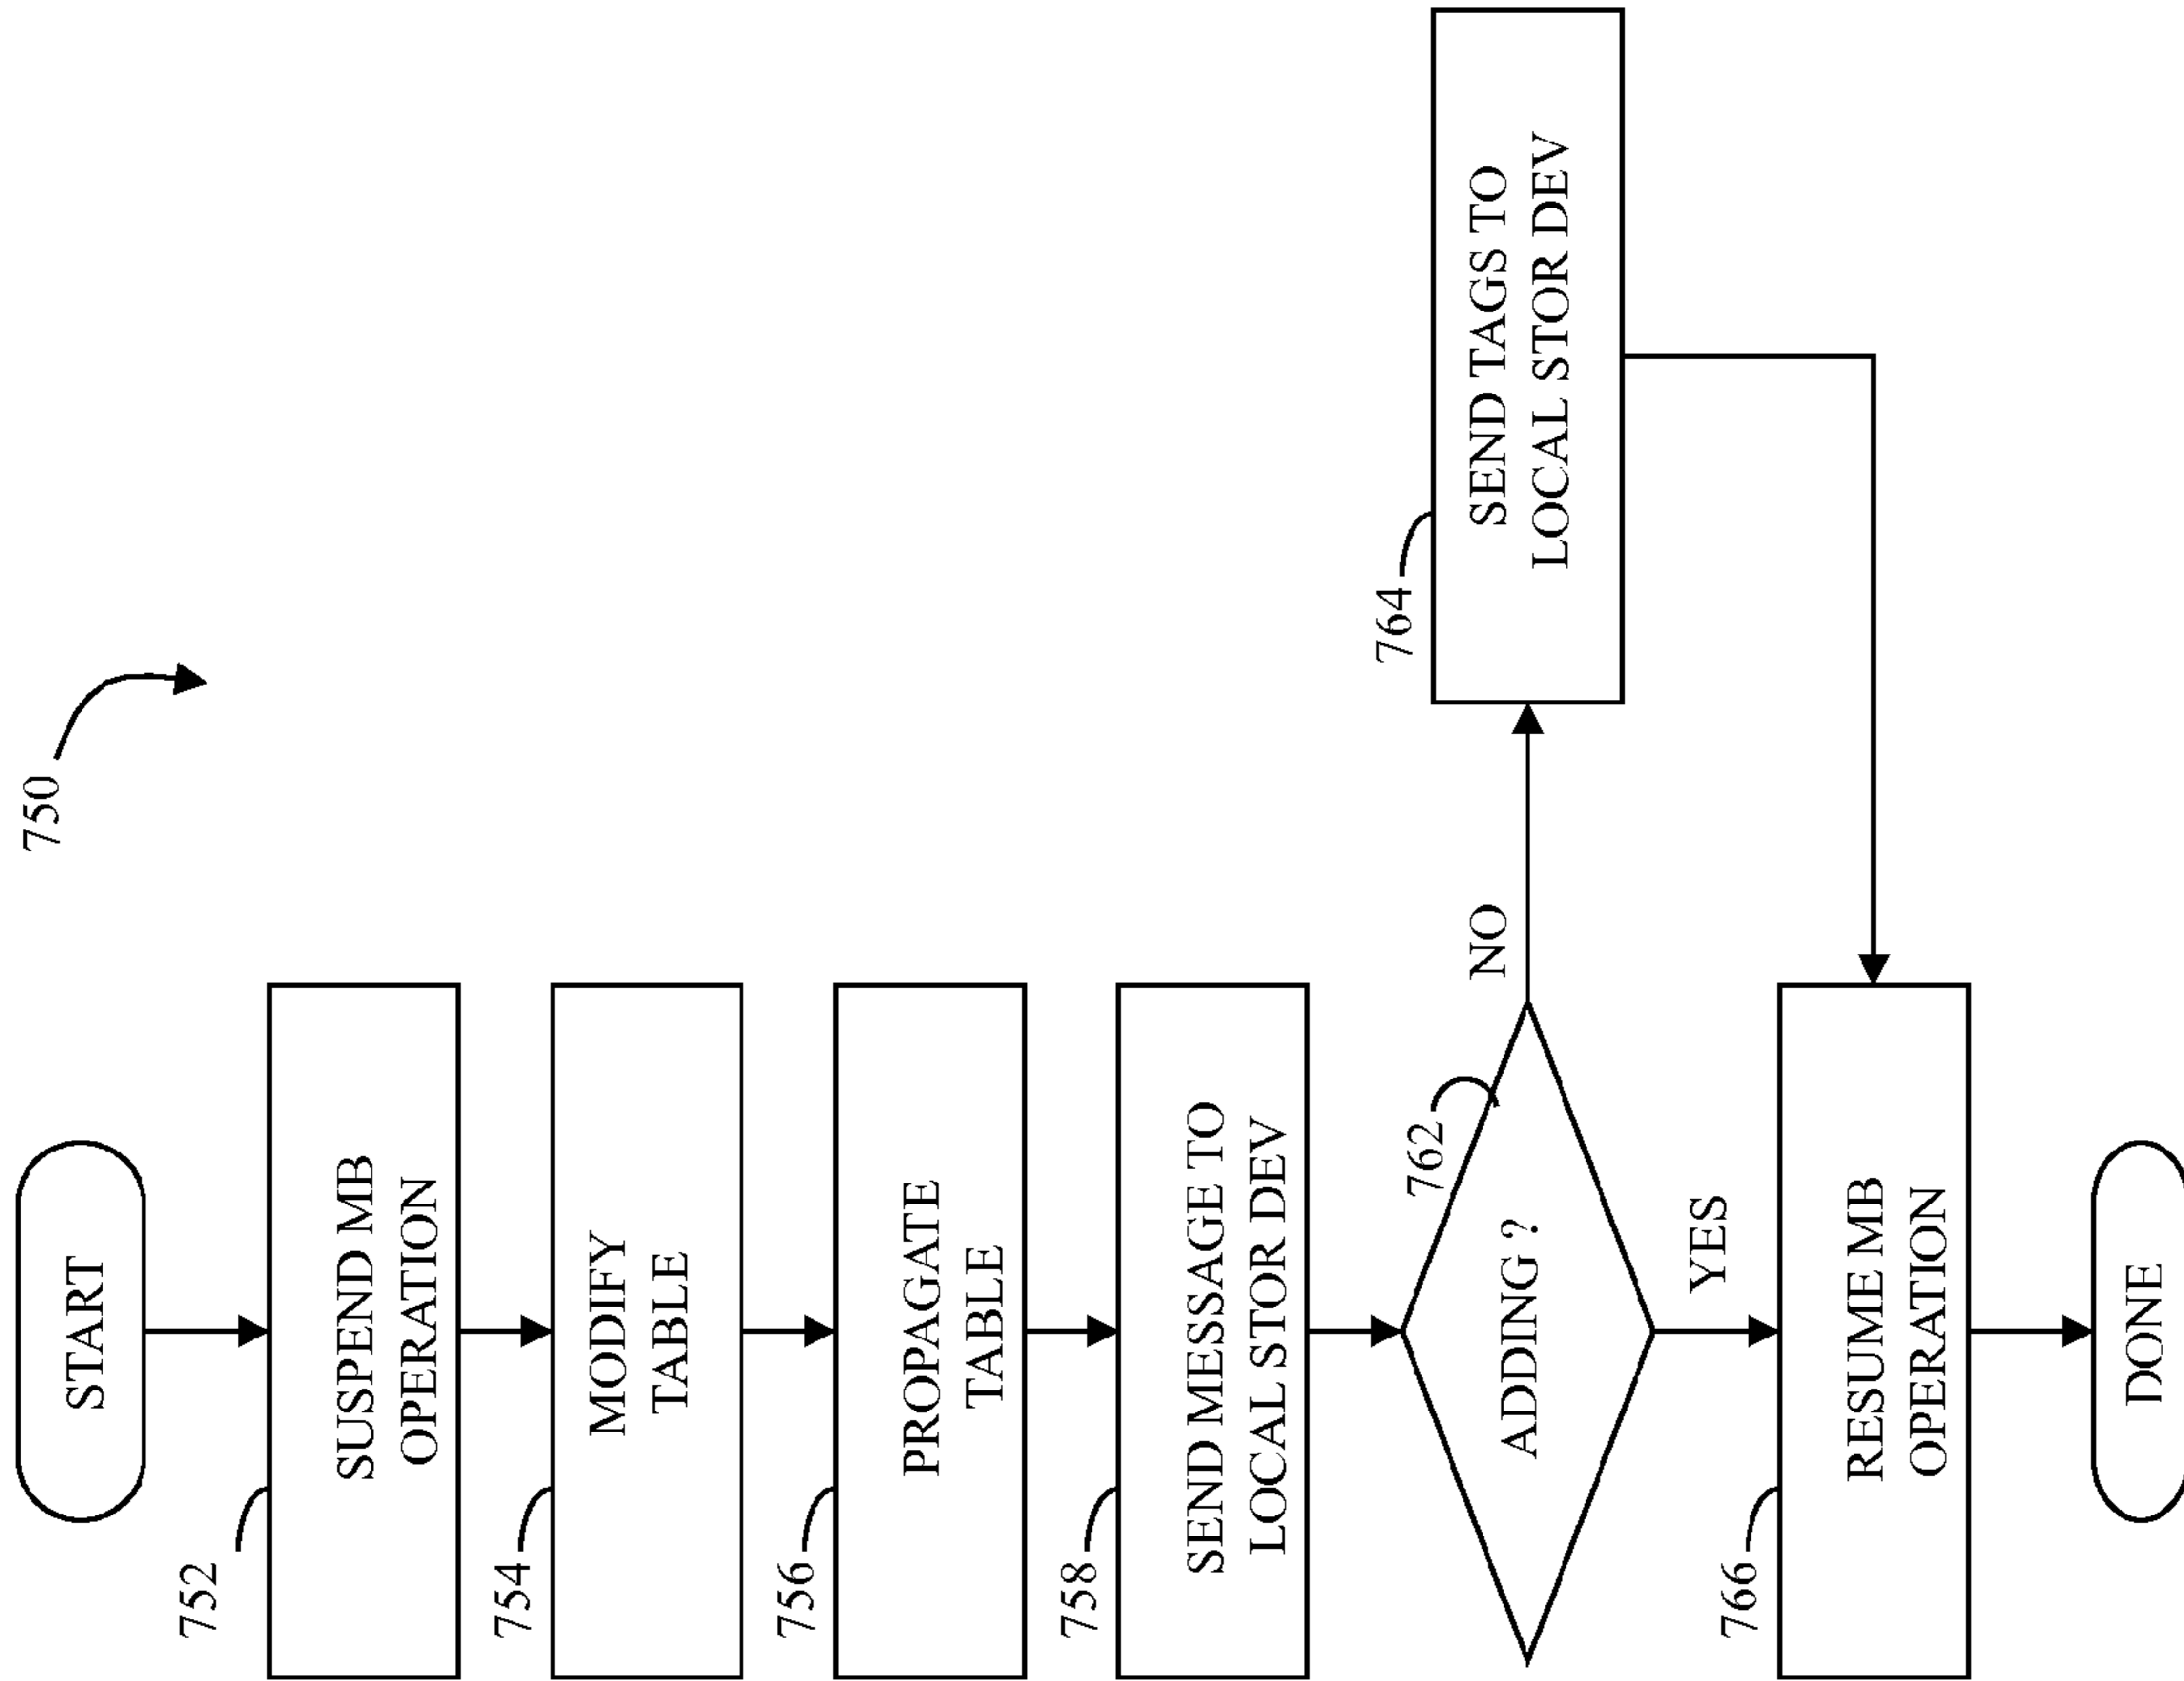 750
START
752
SUSPEND MB
OPERATION
754
MODIFY
TABLE
756
PROPAGATE
TABLE
758
SEND MESSAGE TO
LOCAL STOR DEV
762
ADDING ?
NO
764
SEND TAGS TO
LOCAL STOR DEV
YES
766
RESUME MB
OPERATION
DONE